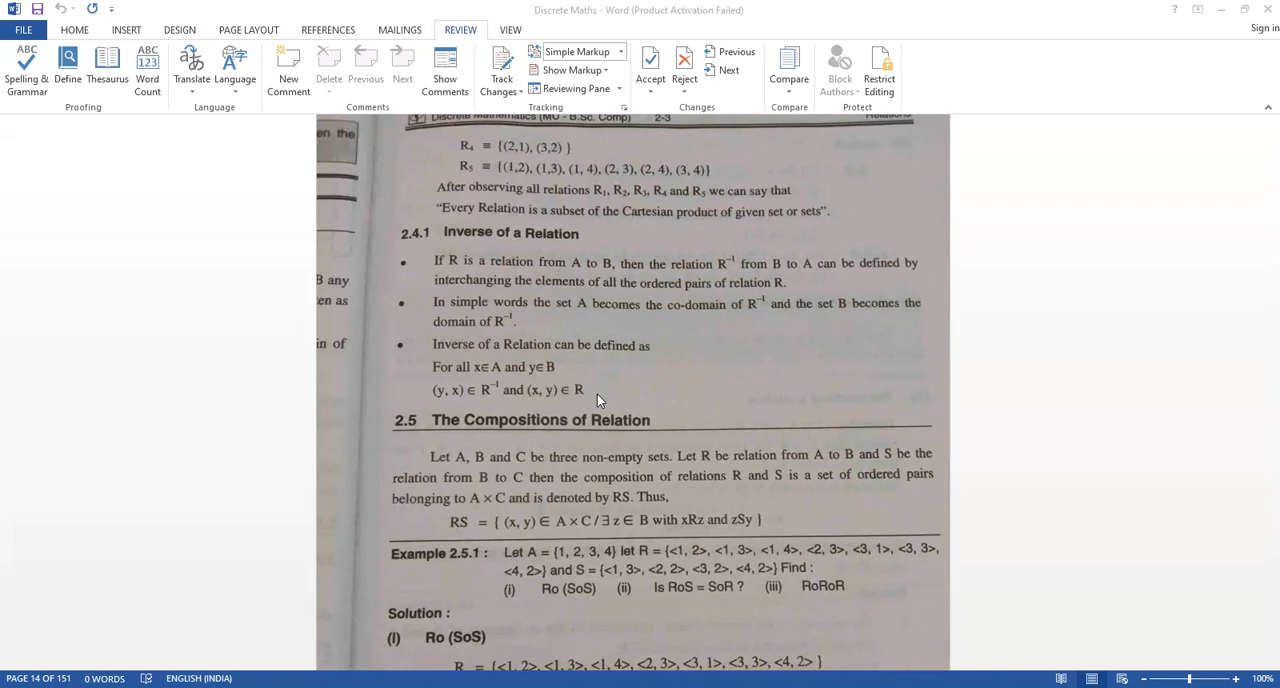 Discrete Maths - Word (Product Activation Failed)
Sign in
FILE HOME INSERT DESIGN PAGE LAYOUT REFERENCES MAILINGS REVIEW VIEW
Spelling & Grammar Define Thesaurus Word Count Translate Language New Comment Delete Previous Next Show Comments Track Changes Simple Markup Show Markup Reviewing Pane Accept Reject Previous Next Compare Block Authors Restrict Editing
Proofing Language Comments Tracking Changes Compare Protect
Discrete Mathematics (MU - B.Sc. Comp) 2-3 Relations
en the
R₄ = {(2,1), (3,2) }
R₅ = {(1,2), (1,3), (1, 4), (2, 3), (2, 4), (3, 4)}
After observing all relations R₁, R₂, R₃, R₄ and R₅ we can say that
“Every Relation is a subset of the Cartesian product of given set or sets”.
2.4.1 Inverse of a Relation
• If R is a relation from A to B, then the relation R⁻¹ from B to A can be defined by
B any
interchanging the elements of all the ordered pairs of relation R.
en as
• In simple words the set A becomes the co-domain of R⁻¹ and the set B becomes the
domain of R⁻¹.
in of
• Inverse of a Relation can be defined as
For all x∈ A and y∈ B
(y, x) ∈ R⁻¹ and (x, y) ∈ R
2.5 The Compositions of Relation
Let A, B and C be three non-empty sets. Let R be relation from A to B and S be the
relation from B to C then the composition of relations R and S is a set of ordered pairs
belonging to A × C and is denoted by RS. Thus,
RS = { (x, y) ∈ A × C / ∃ z ∈ B with xRz and zSy }
Example 2.5.1 : Let A = {1, 2, 3, 4} let R = {<1, 2>, <1, 3>, <1, 4>, <2, 3>, <3, 1>, <3, 3>,
<4, 2>} and S = {<1, 3>, <2, 2>, <3, 2>, <4, 2>} Find :
(i) Ro (SoS) (ii) Is RoS = SoR ? (iii) RoRoR
Solution :
(I) Ro (SoS)
R = {<1, 2>, <1, 3>, <1, 4>, <2, 3>, <3, 1>, <3, 3>, <4, 2> }
PAGE 14 OF 151 0 WORDS ENGLISH (INDIA) 100%